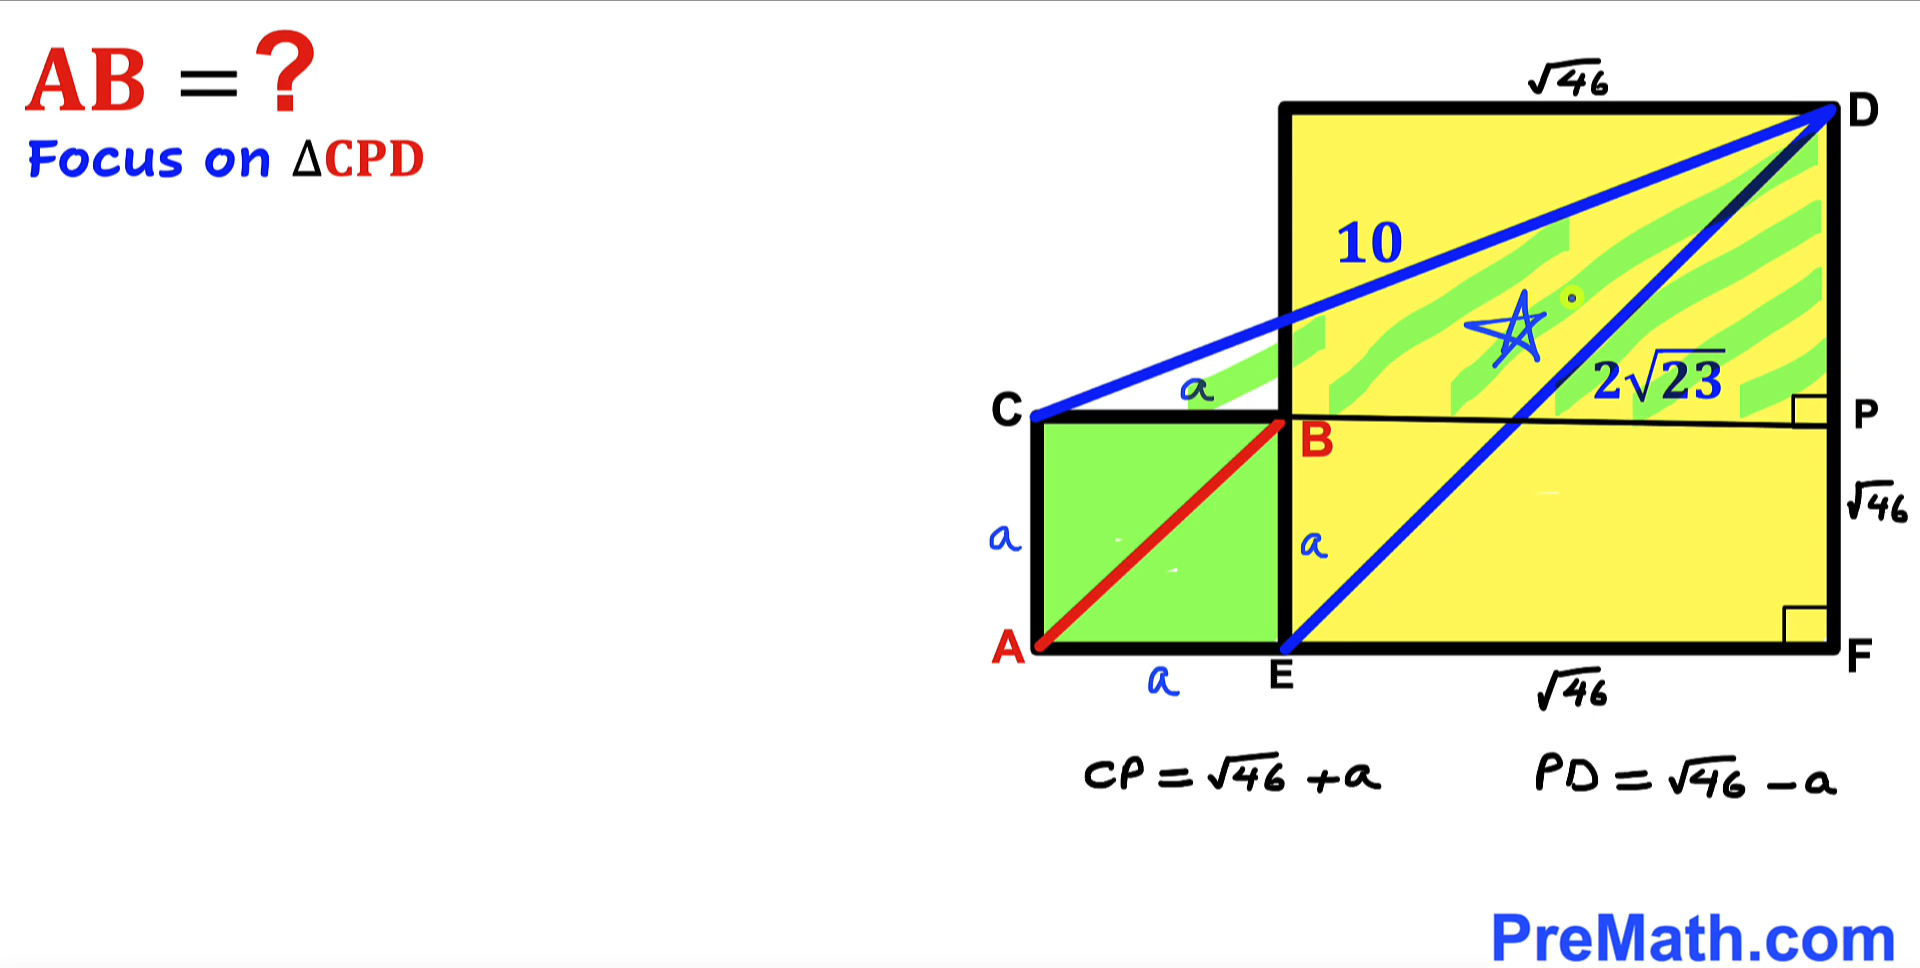 AB = ?
Focus on ΔCPD
√46
D
10
2√23
a
C
B
P
√46
a
a
A
E
F
a
√46
CP = √46 + a
PD = √46 - a
PreMath.com